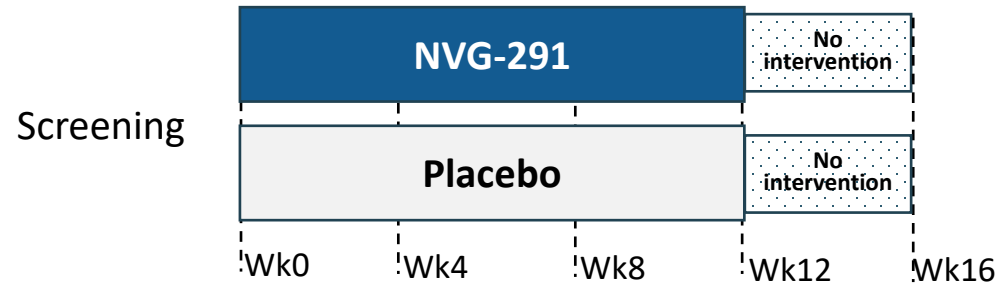 NVG-291
No
intervention
Screening
Placebo
No
intervention
Wk0
Wk4
Wk8
Wk12
Wk16